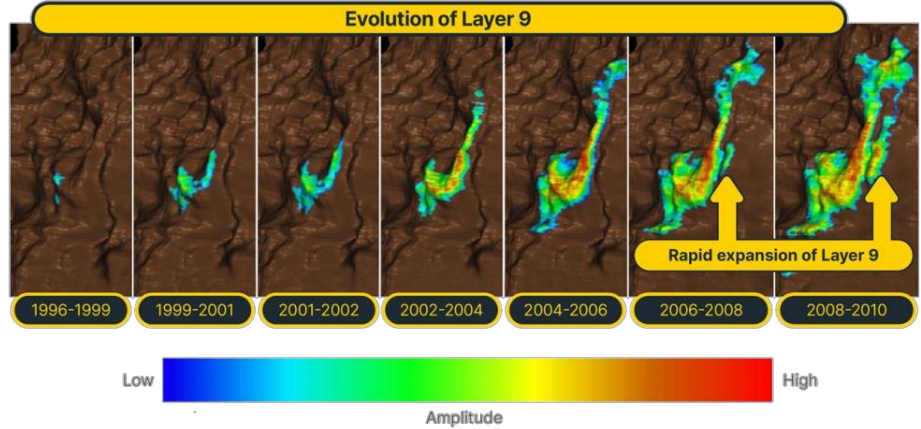 Evolution of Layer 9
Rapid expansion of Layer 9
1996-1999
1999-2001
2001-2002
2002-2004
2004-2006
2006-2008
2008-2010
Low
High
Amplitude